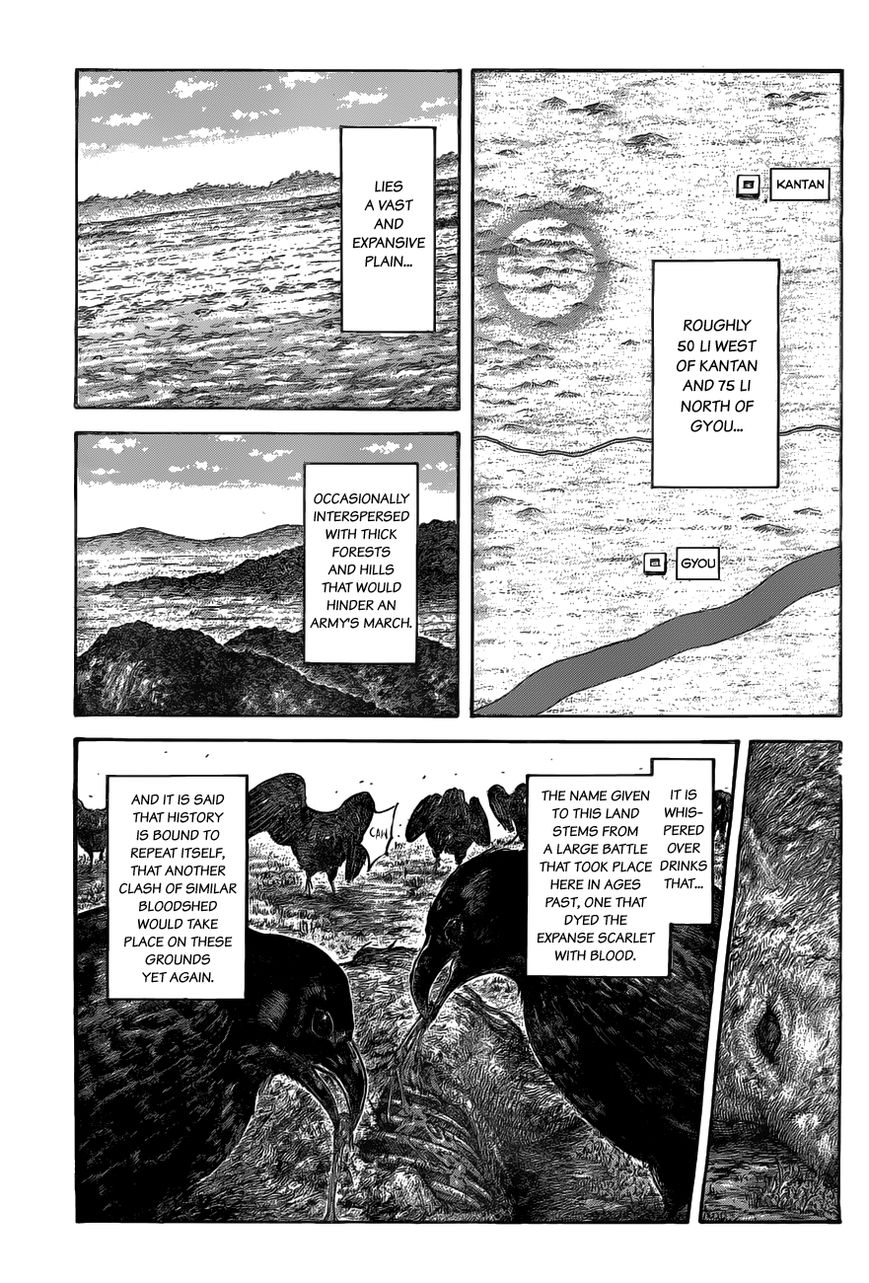 KANTAN
ROUGHLY
50 LI WEST
OF KANTAN
AND 75 LI
NORTH OF
GYOU...
GYOU
LIES
A VAST
AND
EXPANSIVE
PLAIN...
OCCASIONALLY
INTERSPERSED
WITH THICK
FORESTS
AND HILLS
THAT WOULD
HINDER AN
ARMY'S MARCH.
IT IS
WHIS-
PERED
OVER
DRINKS
THAT...
THE NAME GIVEN
TO THIS LAND
STEMS FROM
A LARGE BATTLE
THAT TOOK PLACE
HERE IN AGES
PAST, ONE THAT
DYED THE
EXPANSE SCARLET
WITH BLOOD.
CAW
AND IT IS SAID
THAT HISTORY
IS BOUND TO
REPEAT ITSELF,
THAT ANOTHER
CLASH OF SIMILAR
BLOODSHED
WOULD TAKE
PLACE ON THESE
GROUNDS
YET AGAIN.